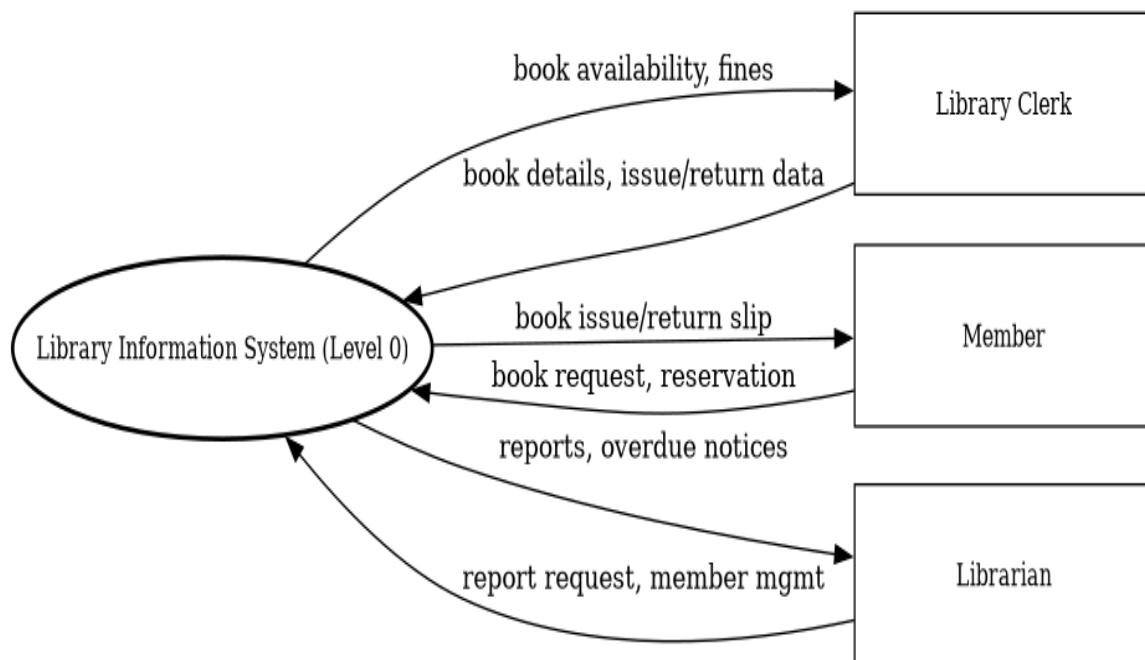 book availability, fines
Library Clerk
book details, issue/return data
Library Information System (Level 0)
book issue/return slip
Member
book request, reservation
reports, overdue notices
report request, member mgmt
Librarian